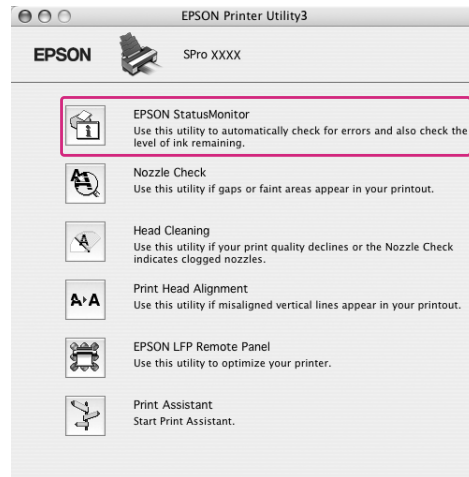 EPSON Printer Utility3
EPSON
SPro XXXX
EPSON StatusMonitor
Use this utility to automatically check for errors and also check the
level of ink remaining.
Nozzle Check
Use this utility if gaps or faint areas appear in your printout.
Head Cleaning
Use this utility if your print quality declines or the Nozzle Check
indicates clogged nozzles.
Print Head Alignment
Use this utility if misaligned vertical lines appear in your printout.
EPSON LFP Remote Panel
Use this utility to optimize your printer.
Print Assistant
Start Print Assistant.